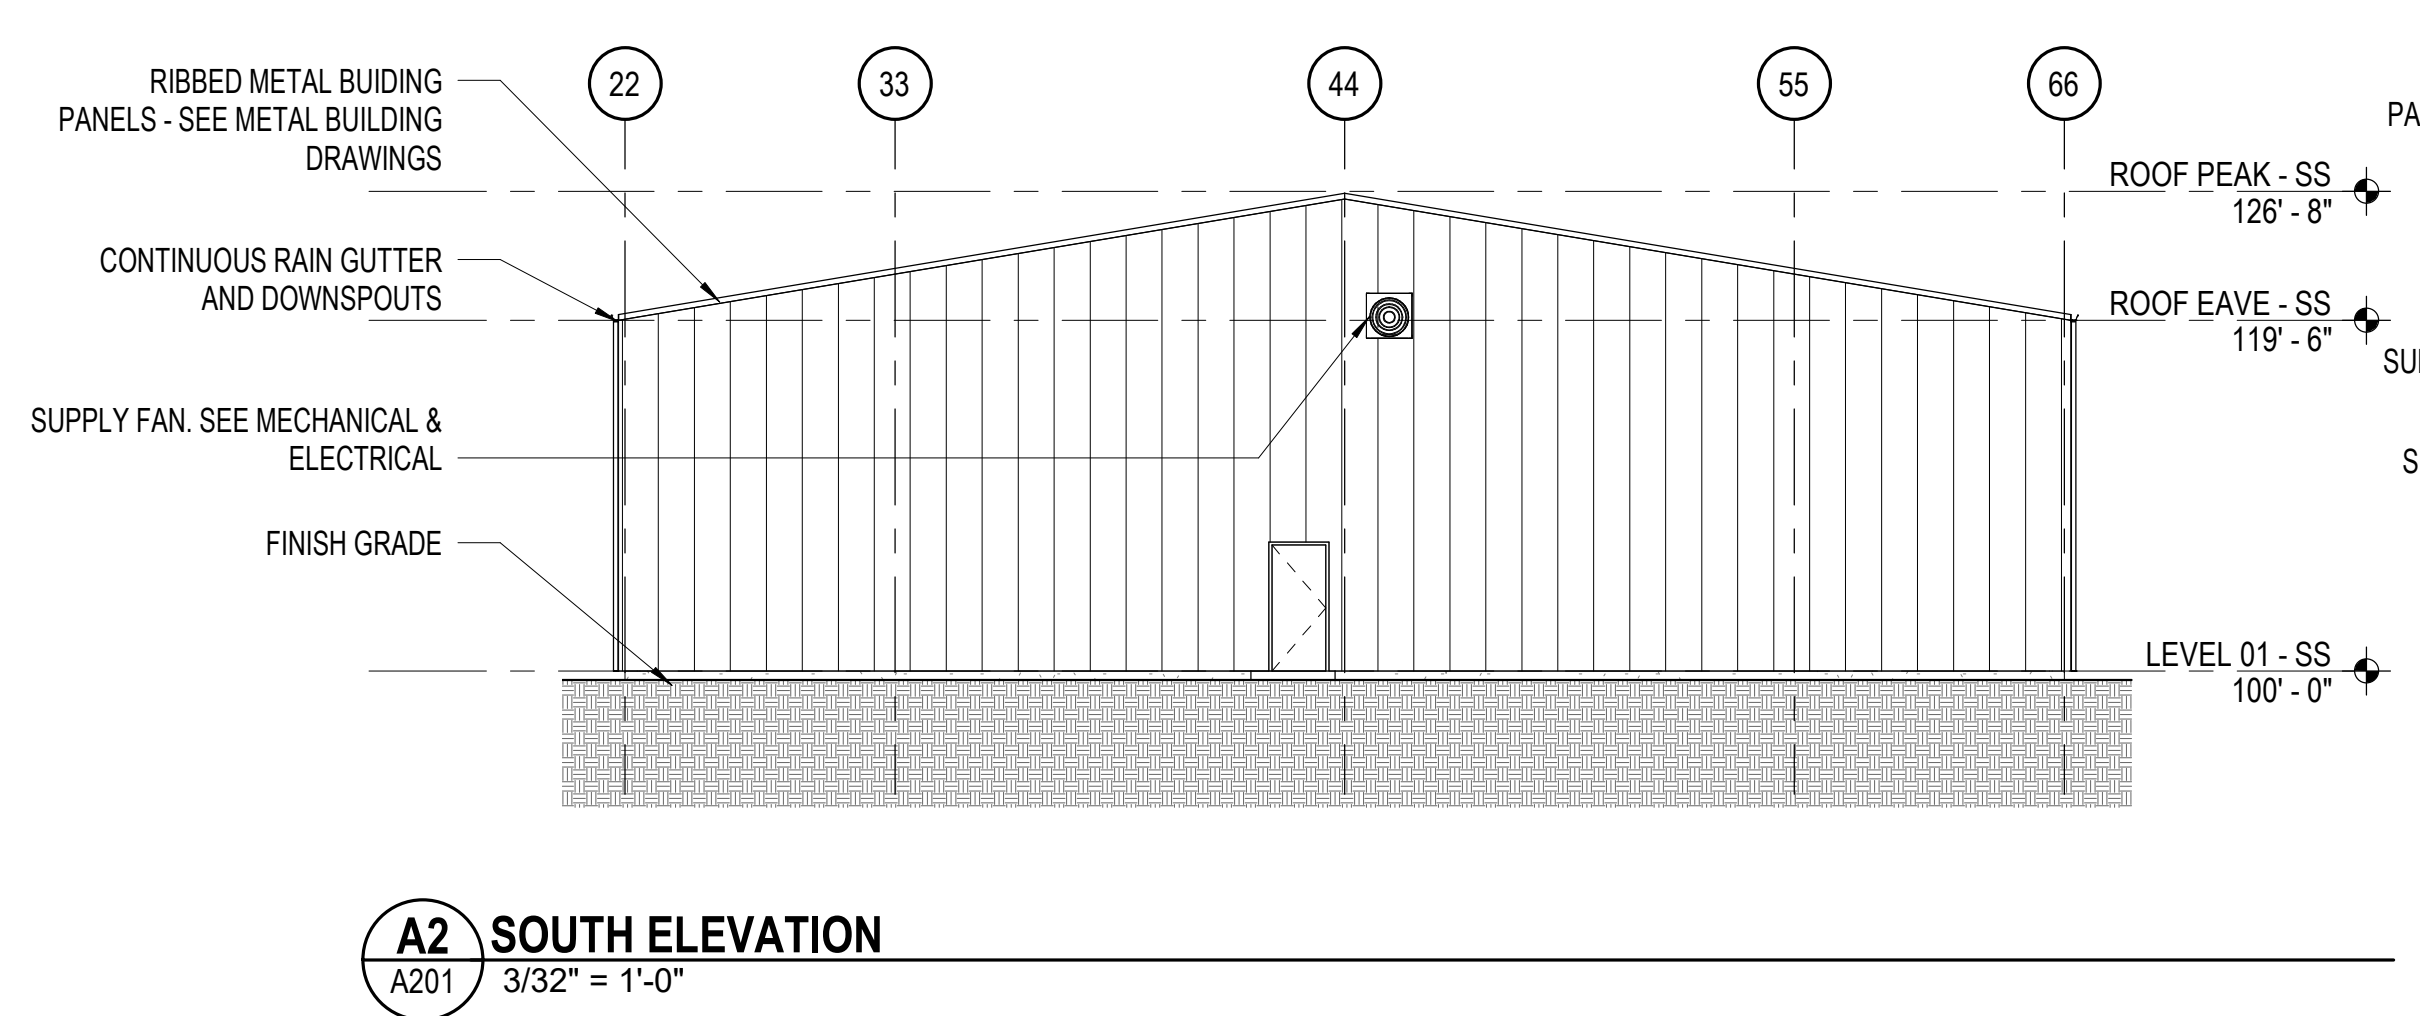 22
33
44
55
66
RIBBED METAL BUIDING
PANELS - SEE METAL BUILDING
DRAWINGS
CONTINUOUS RAIN GUTTER
AND DOWNSPOUTS
SUPPLY FAN. SEE MECHANICAL &
ELECTRICAL
FINISH GRADE
ROOF PEAK - SS
126' - 8"
ROOF EAVE - SS
119' - 6"
LEVEL 01 - SS
100' - 0"
PA
SU
S
A2
A201
SOUTH ELEVATION
3/32" = 1'-0"